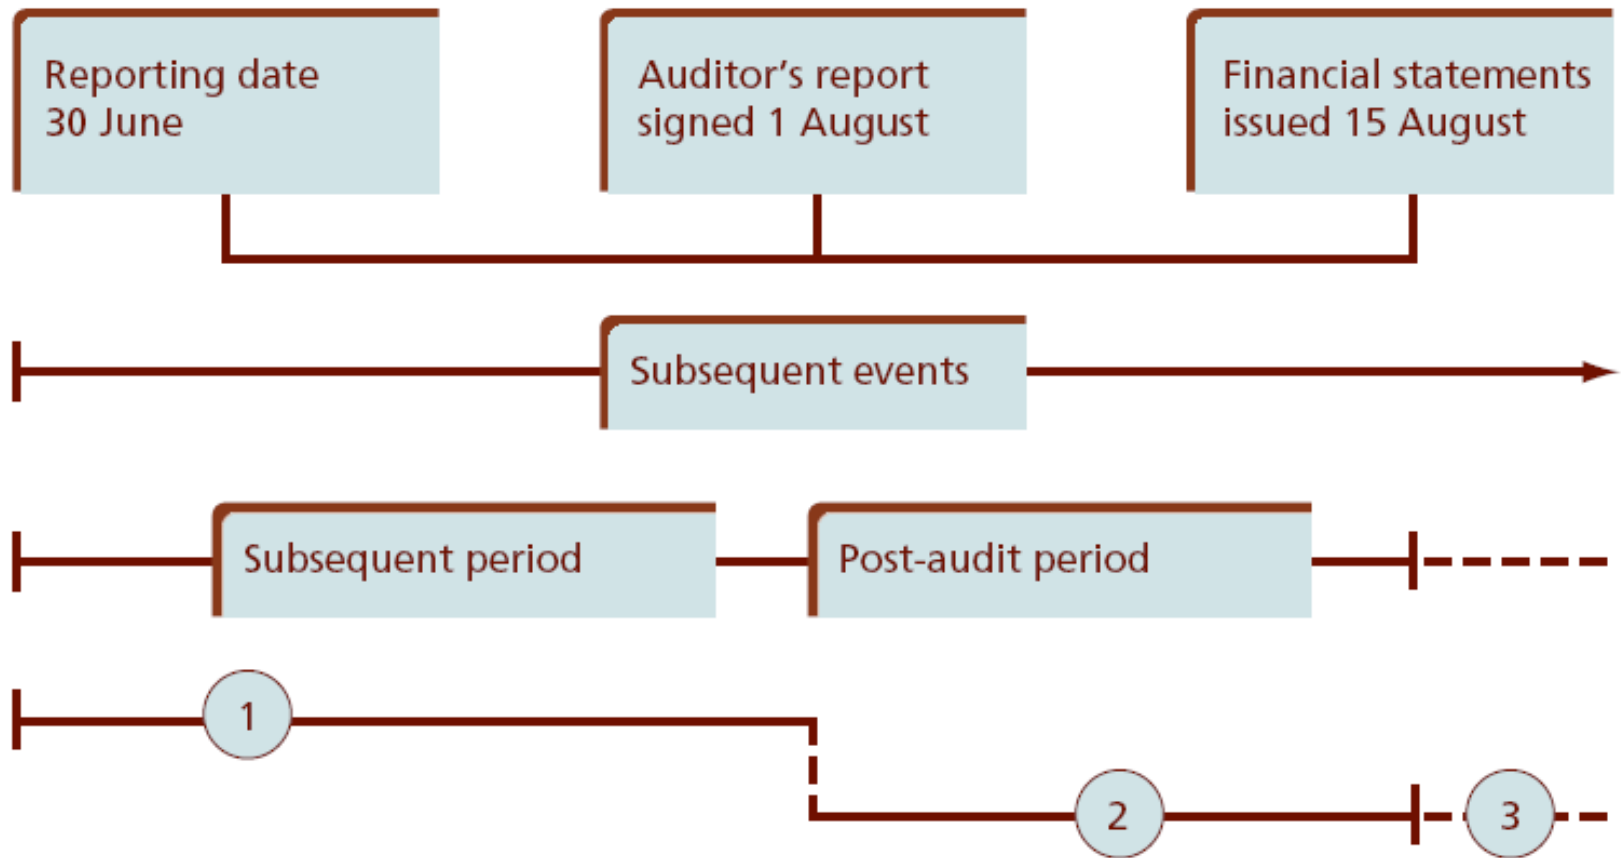 Reporting date
30 June
Auditor's report
signed 1 August
Financial statements
issued 15 August
Subsequent events
Subsequent period
Post-audit period
1
2
3